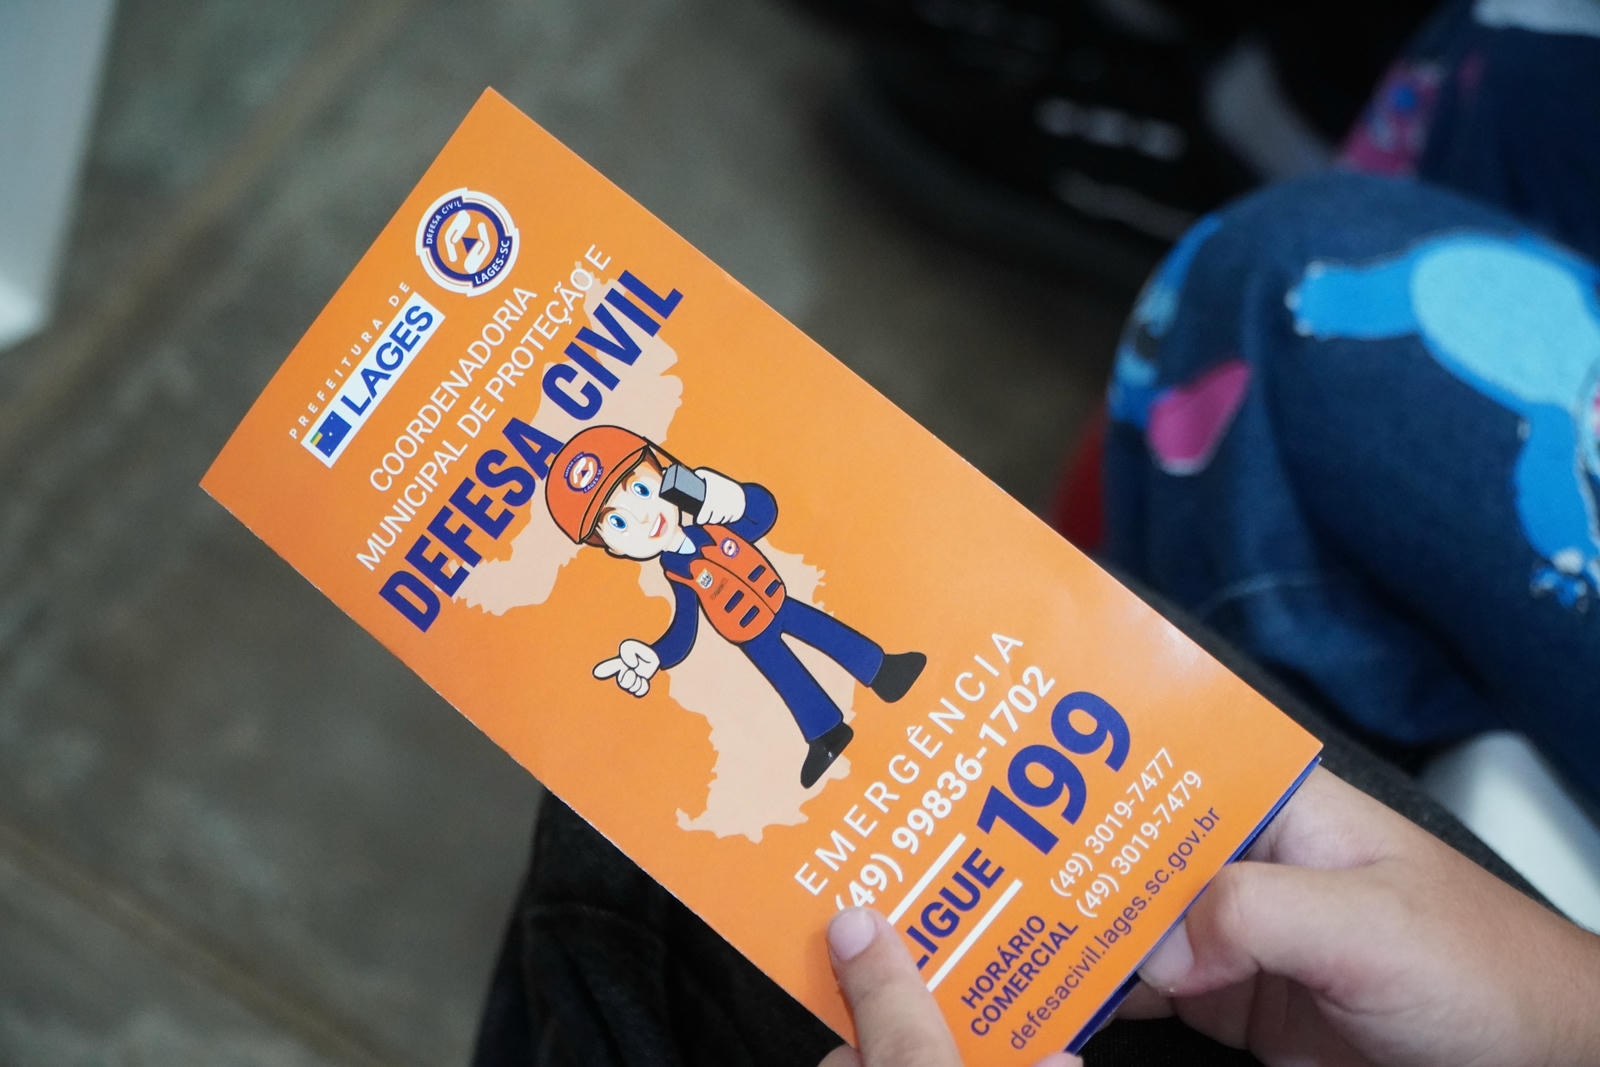 PREFEITURA DE
LAGES
DEFESA CIVIL
LAGES-SC
COORDENADORIA
MUNICIPAL DE PROTEÇÃO E
DEFESA CIVIL
EMERGÊNCIA
(49) 99836-1702
LIGUE 199
HORÁRIO
COMERCIAL
(49) 3019-7477
(49) 3019-7479
defesacivil.lages.sc.gov.br